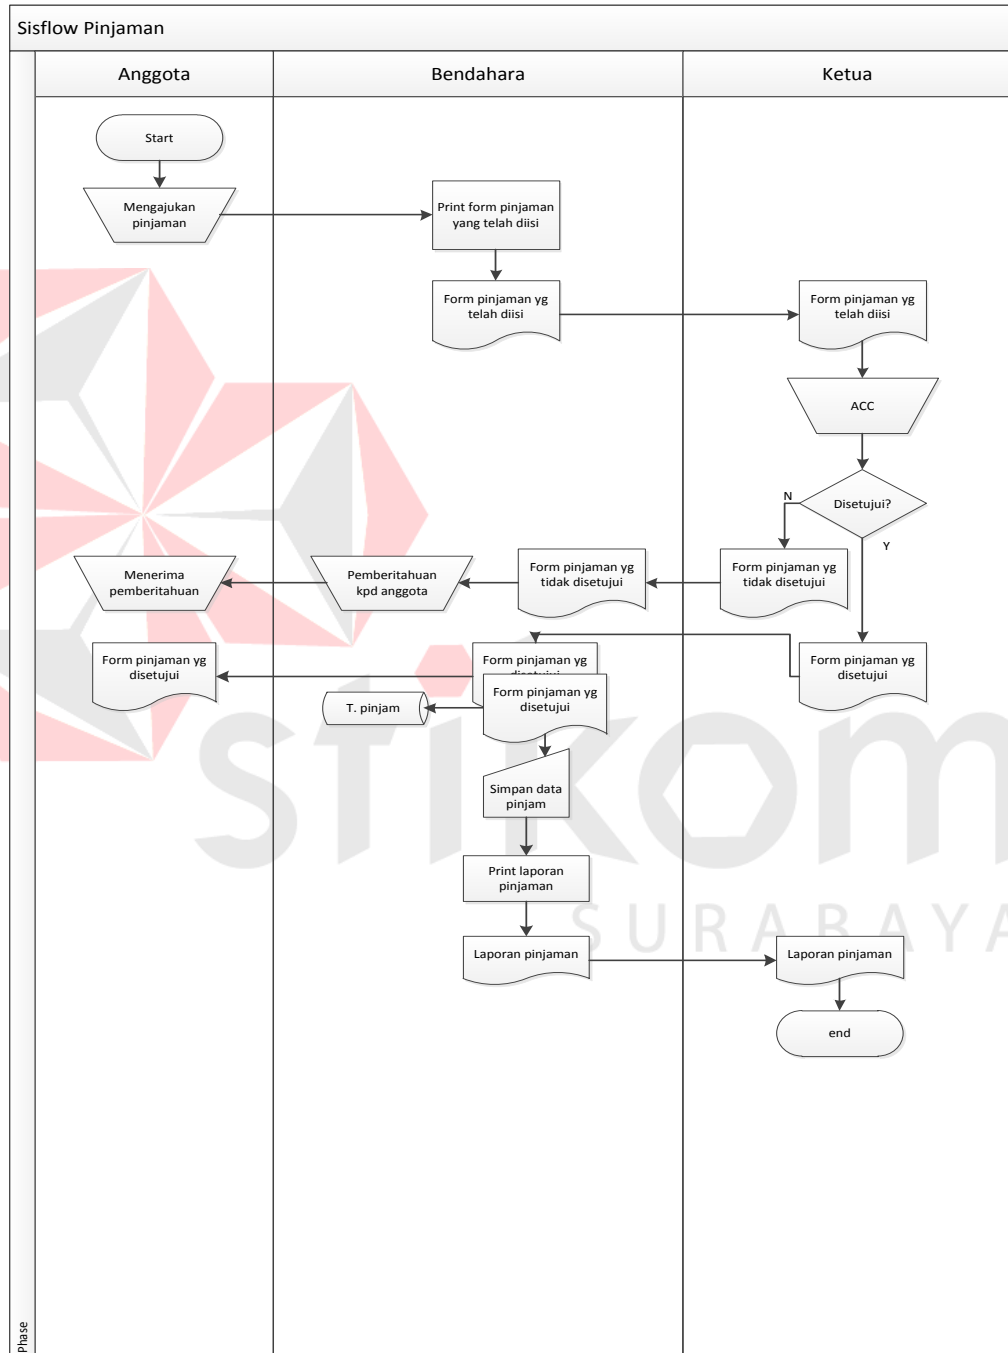 Sisflow Pinjaman
Anggota
Bendahara
Ketua
Start
Mengajukan
pinjaman
Print form pinjaman
yang telah diisi
Form pinjaman yg
telah diisi
Form pinjaman yg
telah diisi
ACC
Disetujui?
N
Y
Menerima
pemberitahuan
Pemberitahuan
kpd anggota
Form pinjaman yg
tidak disetujui
Form pinjaman yg
tidak disetujui
Form pinjaman yg
disetujui
Form pinjaman yg
disetujui
Form pinjaman yg
disetujui
Form pinjaman yg
disetujui
T. pinjam
Simpan data
pinjam
Print laporan
pinjaman
Laporan pinjaman
Laporan pinjaman
end
Phase
stikom
SURABAYA